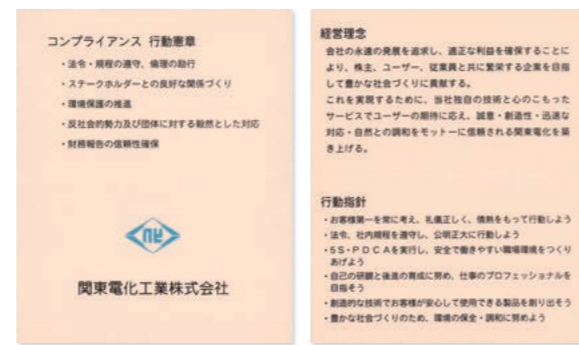 コンプライアンス 行動憲章
・法令・規程の遵守、倫理の励行
・ステークホルダーとの良好な関係づくり
・環境保護の推進
・反社会的勢力及び団体に対する毅然とした対応
・財務報告の信頼性確保
関東電化工業株式会社
経営理念
会社の永遠の発展を追求し、適正な利益を確保することに
より、株主、ユーザー、従業員と共に繁栄する企業を目指
して豊かな社会づくりに貢献する。
これを実現するために、当社独自の技術と心のこもった
サービスでユーザーの期待に応え、誠意・創造性・迅速な
対応・自然との調和をモットーに信頼される関東電化を築
き上げる。
行動指針
・お客様第一を常に考え、礼儀正しく、情熱をもって行動しよう
・法令、社内規程を遵守し、公明正大に行動しよう
・5S・PDCAを実行し、安全で働きやすい職場環境をつくり
あげよう
・自己の研鑽と後進の育成に努め、仕事のプロフェッショナルを
目指そう
・創造的な技術でお客様が安心して使用できる製品を創り出そう
・豊かな社会づくりのため、環境の保全・調和に努めよう